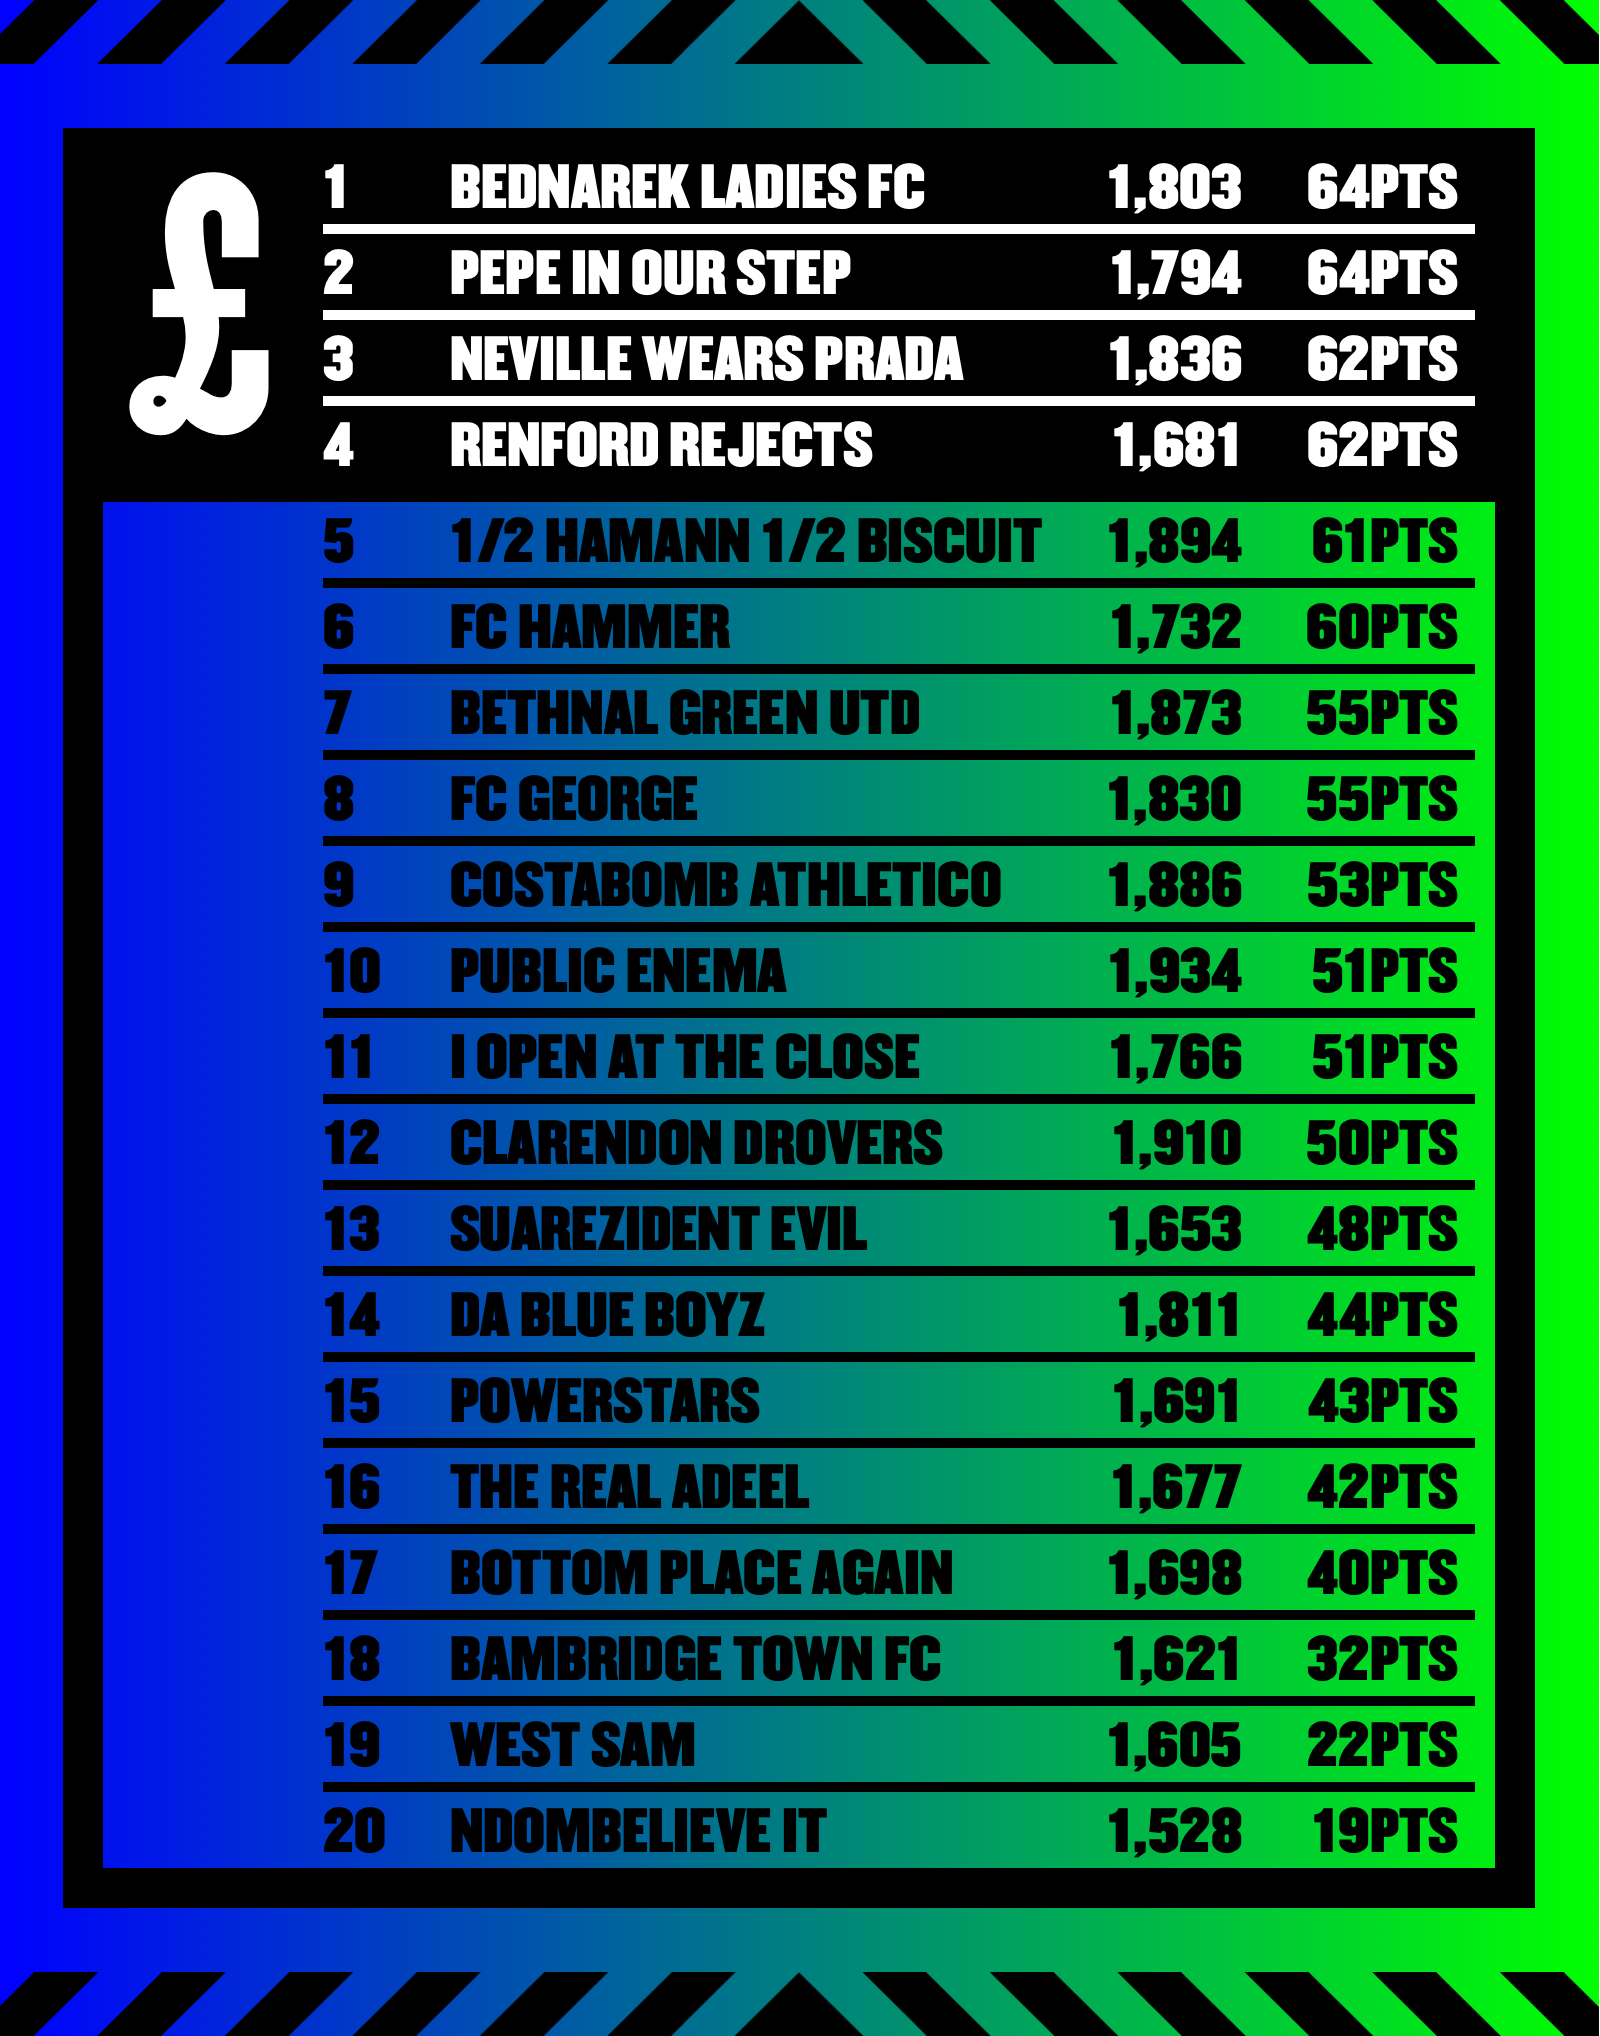 £
1 BEDNAREK LADIES FC 1,803 64PTS
2 PEPE IN OUR STEP 1,794 64PTS
3 NEVILLE WEARS PRADA 1,836 62PTS
4 RENFORD REJECTS 1,681 62PTS
5 1/2 HAMANN 1/2 BISCUIT 1,894 61PTS
6 FC HAMMER 1,732 60PTS
7 BETHNAL GREEN UTD 1,873 55PTS
8 FC GEORGE 1,830 55PTS
9 COSTABOMB ATHLETICO 1,886 53PTS
10 PUBLIC ENEMA 1,934 51PTS
11 I OPEN AT THE CLOSE 1,766 51PTS
12 CLARENDON DROVERS 1,910 50PTS
13 SUAREZIDENT EVIL 1,653 48PTS
14 DA BLUE BOYZ 1,811 44PTS
15 POWERSTARS 1,691 43PTS
16 THE REAL ADEEL 1,677 42PTS
17 BOTTOM PLACE AGAIN 1,698 40PTS
18 BAMBRIDGE TOWN FC 1,621 32PTS
19 WEST SAM 1,605 22PTS
20 NDOMBELIEVE IT 1,528 19PTS